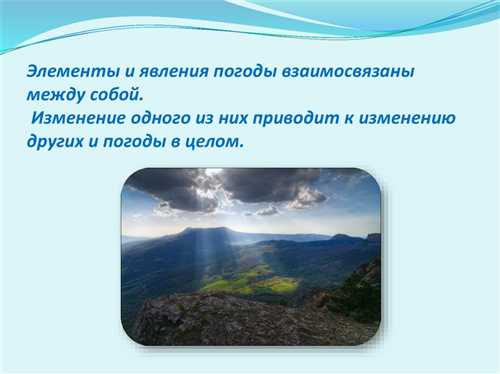 Элементы и явления погоды взаимосвязаны
между собой.
Изменение одного из них приводит к изменению
других и погоды в целом.